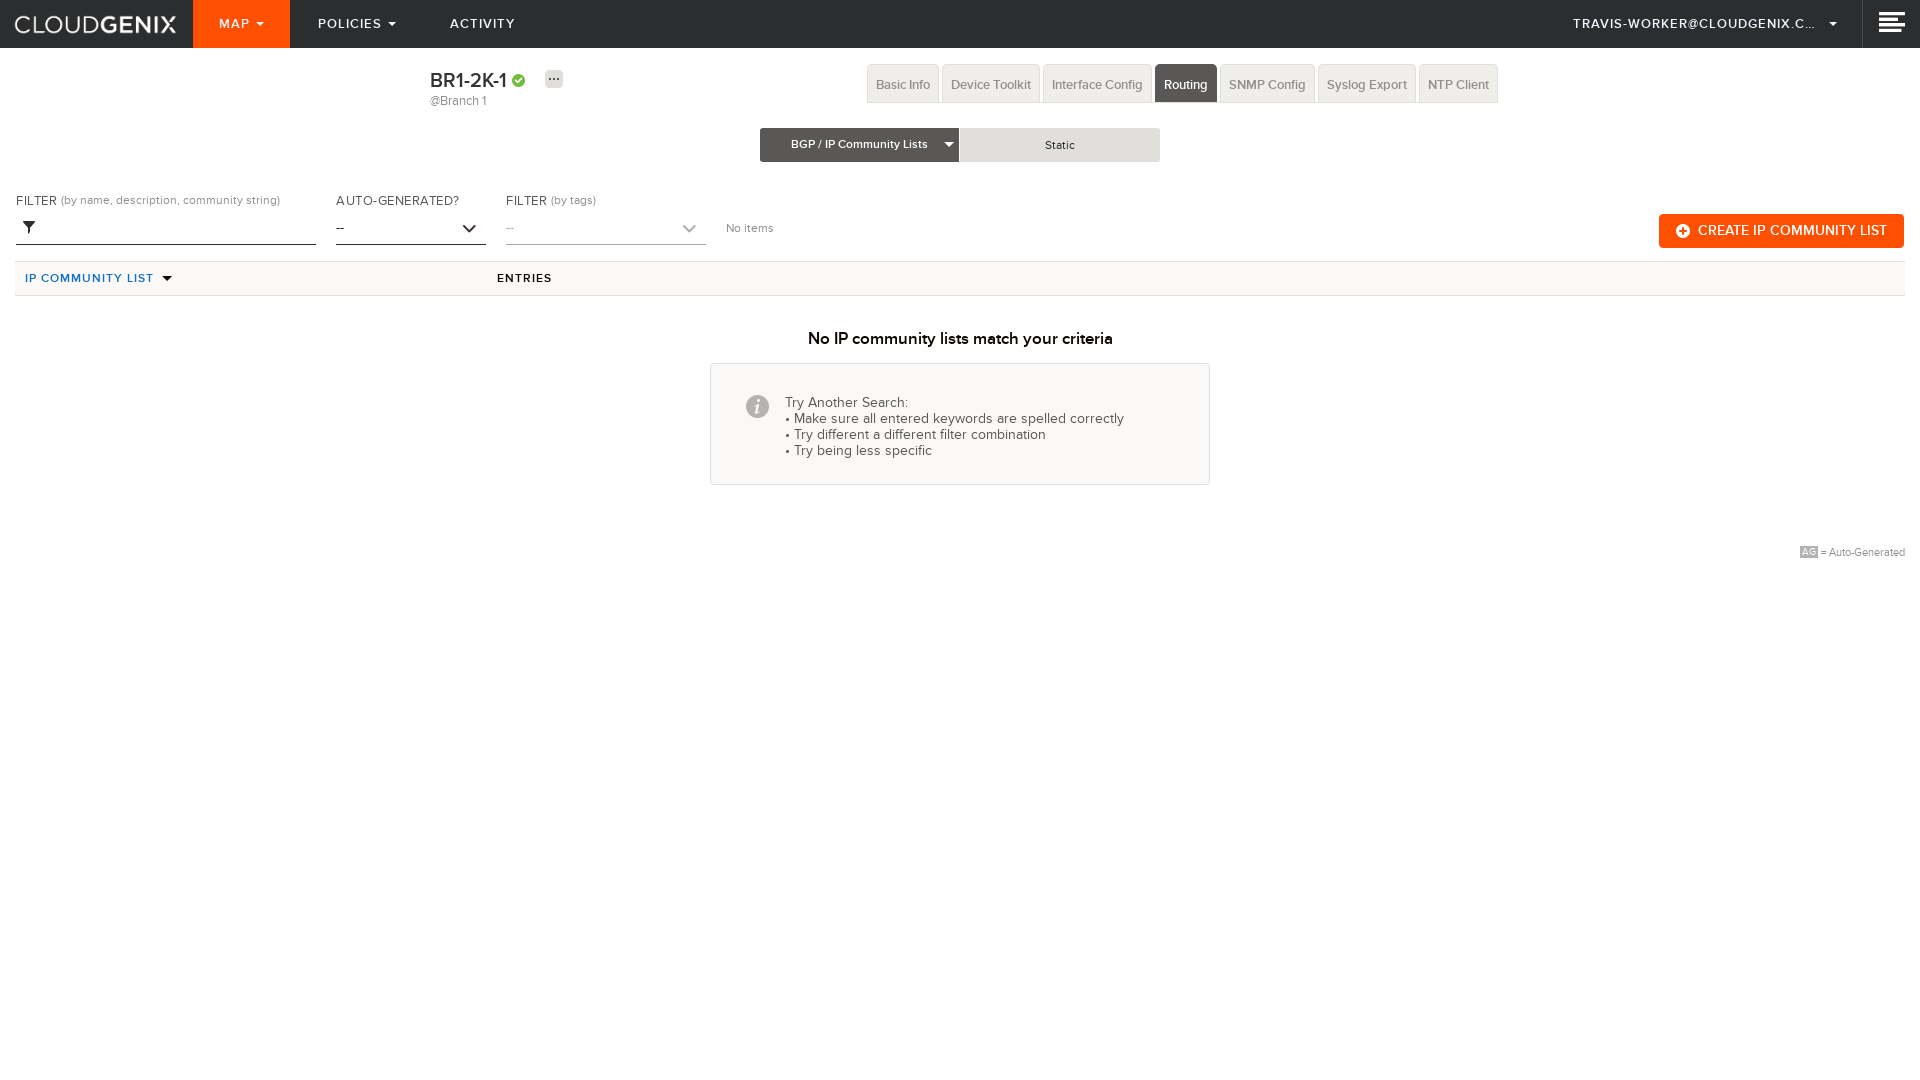 CLOUDGENIX
MAP
POLICIES
ACTIVITY
TRAVIS-WORKER@CLOUDGENIX.C...
BR1-2K-1
@Branch 1
Basic Info
Device Toolkit
Interface Config
Routing
SNMP Config
Syslog Export
NTP Client
BGP / IP Community Lists
Static
FILTER (by name, description, community string)
AUTO-GENERATED?
--
FILTER (by tags)
--
No items
CREATE IP COMMUNITY LIST
IP COMMUNITY LIST
ENTRIES
No IP community lists match your criteria
Try Another Search:
• Make sure all entered keywords are spelled correctly
• Try different a different filter combination
• Try being less specific
AG = Auto-Generated